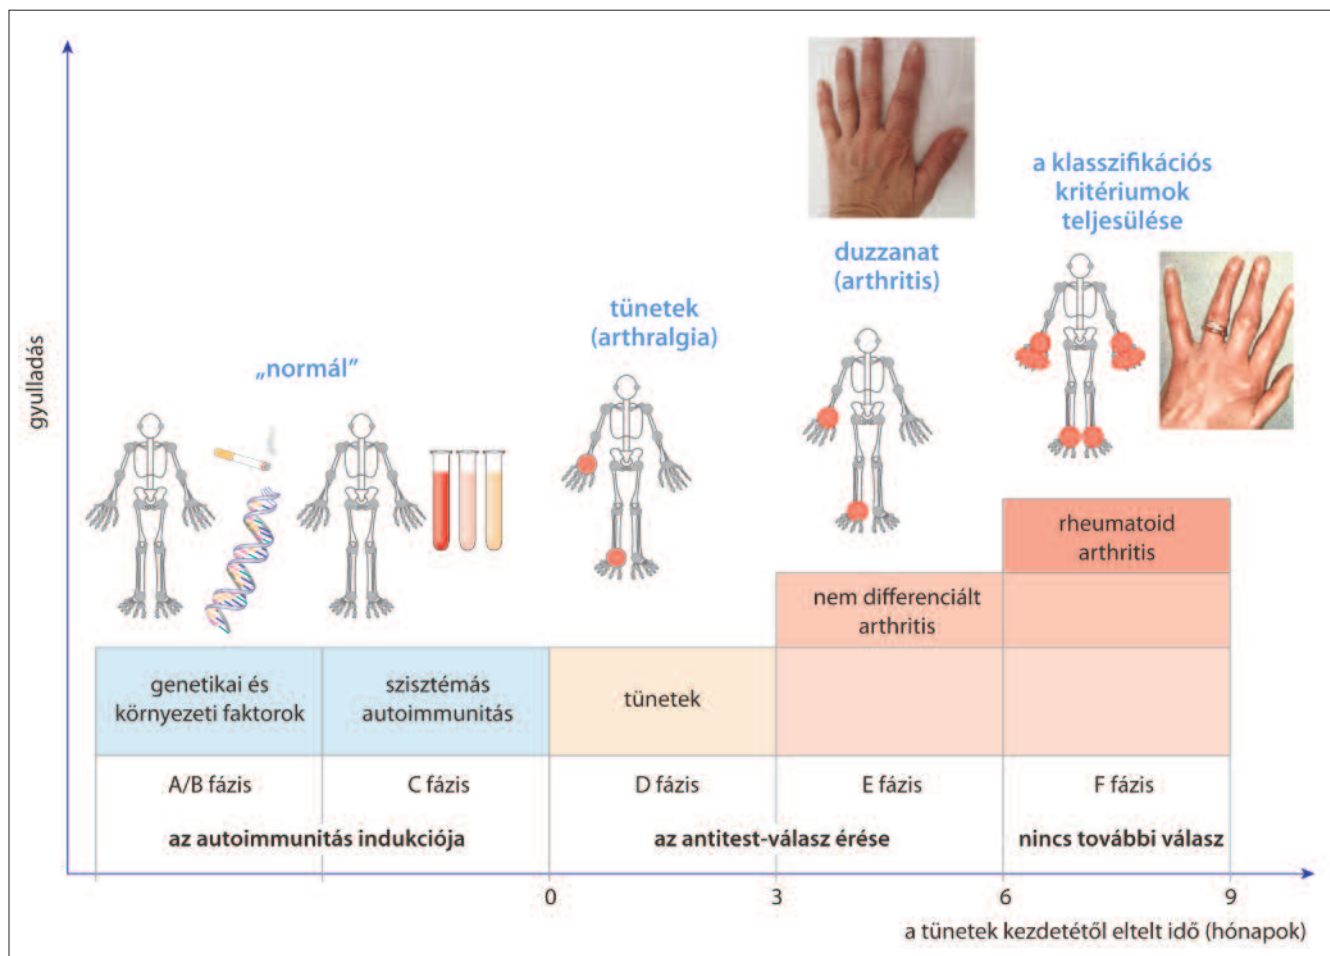 gyulladás
„normál”
tünetek
(arthralgia)
duzzanat
(arthritis)
a klasszifikációs
kritériumok
teljesülése
rheumatoid
arthritis
nem differenciált
arthritis
genetikai és
környezeti faktorok
szisztémás
autoimmunitás
tünetek
A/B fázis
C fázis
D fázis
E fázis
F fázis
az autoimmunitás indukciója
az antitest-válasz érése
nincs további válasz
0
3
6
9
a tünetek kezdetétől eltelt idő (hónapok)